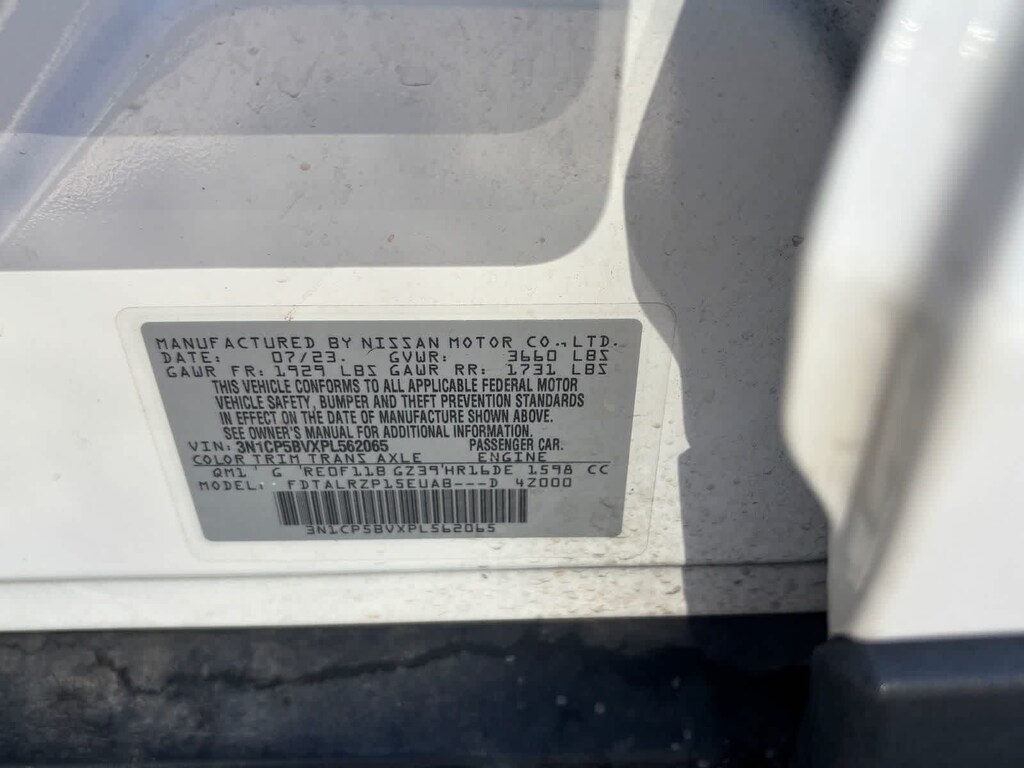 MANUFACTURED BY NISSAN MOTOR CO.,LTD.
DATE: 07/23. GVWR: 3660 LBS
GAWR FR: 1929 LBS GAWR RR: 1731 LBS
THIS VEHICLE CONFORMS TO ALL APPLICABLE FEDERAL MOTOR
VEHICLE SAFETY, BUMPER AND THEFT PREVENTION STANDARDS
IN EFFECT ON THE DATE OF MANUFACTURE SHOWN ABOVE.
SEE OWNER'S MANUAL FOR ADDITIONAL INFORMATION.
VIN: 3N1CP5BVXPL562065 PASSENGER CAR.
COLOR TRIM TRANS AXLE ENGINE
QM1' G 'RE0F11B GZ39'HR16DE 1598 CC
MODEL: FDTALRZP15EUAB---D 4Z000
3N1CP5BVXPL562065